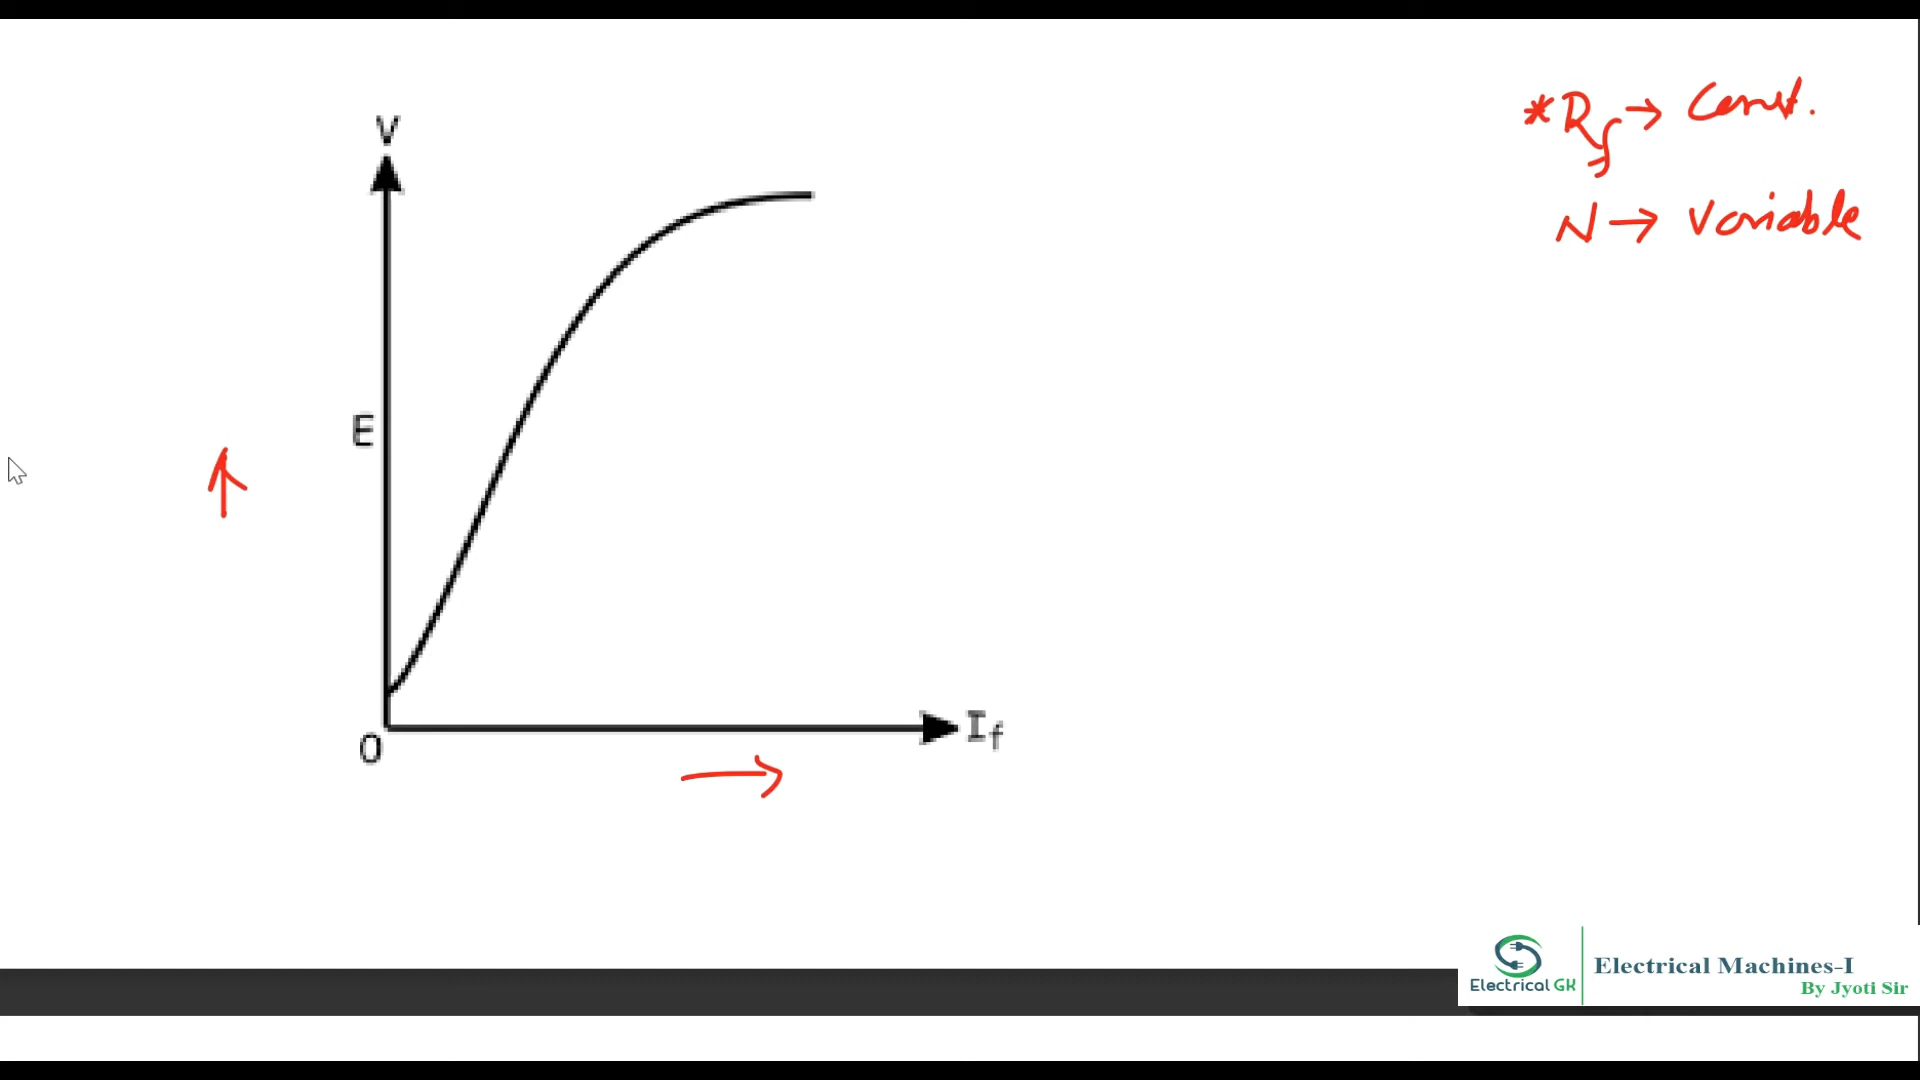 *Rf → Const.
N → Variable
V
E
O
If
Electrical GK
Electrical Machines-I
By Jyoti Sir